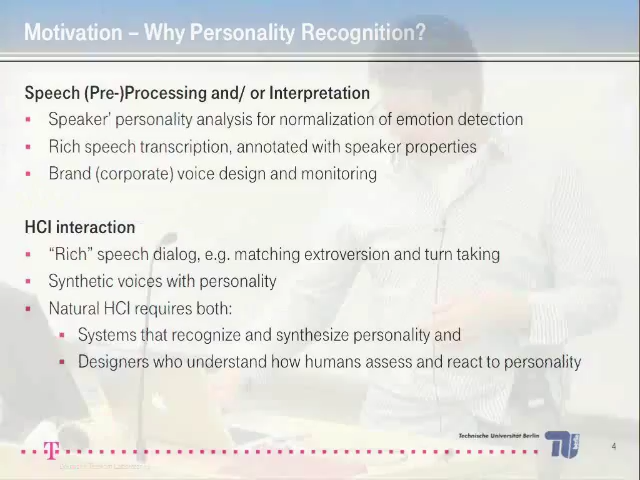 Motivation – Why Personality Recognition?
Speech (Pre-)Processing and/ or Interpretation
Speaker' personality analysis for normalization of emotion detection
Rich speech transcription, annotated with speaker properties
Brand (corporate) voice design and monitoring
HCI interaction
“Rich” speech dialog, e.g. matching extroversion and turn taking
Synthetic voices with personality
Natural HCI requires both:
Systems that recognize and synthesize personality and
Designers who understand how humans assess and react to personality
Technische Universität Berlin
T
4